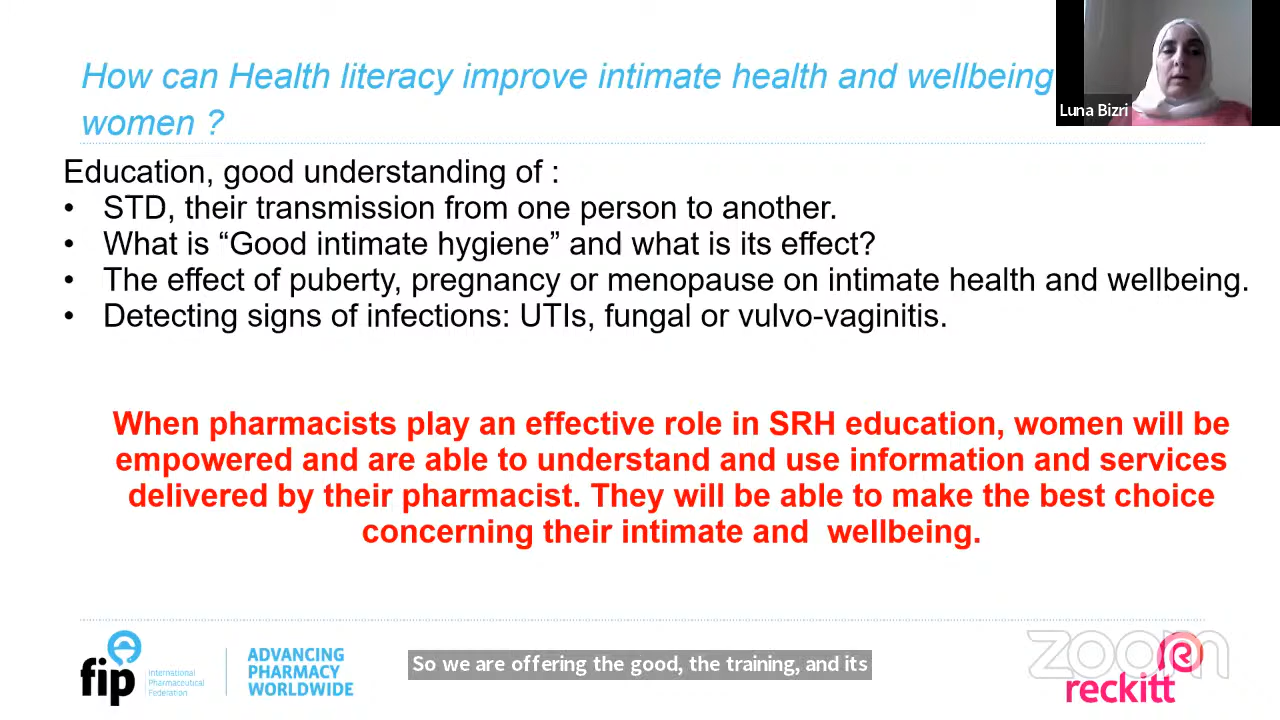 How can Health literacy improve intimate health and wellbeing
women ?
Luna Bizri
Education, good understanding of :
• STD, their transmission from one person to another.
• What is “Good intimate hygiene” and what is its effect?
• The effect of puberty, pregnancy or menopause on intimate health and wellbeing.
• Detecting signs of infections: UTIs, fungal or vulvo-vaginitis.
When pharmacists play an effective role in SRH education, women will be
empowered and are able to understand and use information and services
delivered by their pharmacist. They will be able to make the best choice
concerning their intimate and wellbeing.
fip
International
Pharmaceutical
Federation
ADVANCING
PHARMACY
WORLDWIDE
So we are offering the good, the training, and its
zoom
reckitt